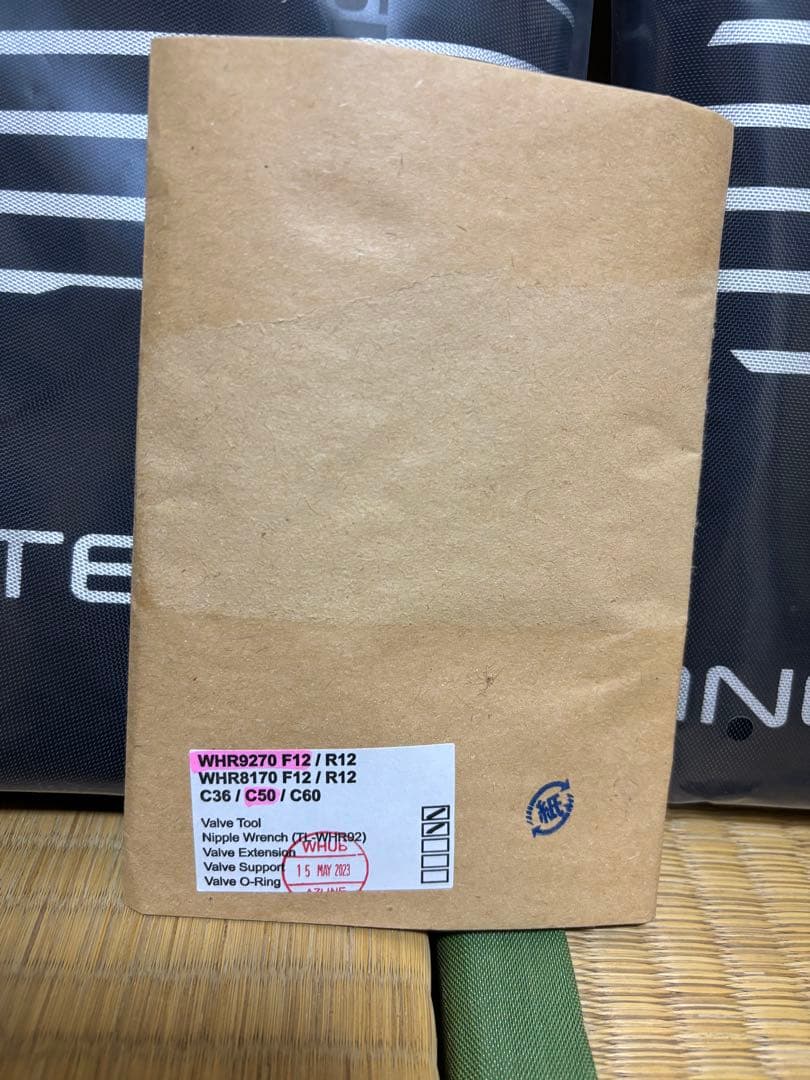 TE
WHR9270 F12 / R12
WHR8170 F12 / R12
C36 / C50 / C60
Valve Tool
Nipple Wrench (TL-WHR92)
Valve Extension
Valve Support
Valve O-Ring
15 MAY 2023
紙